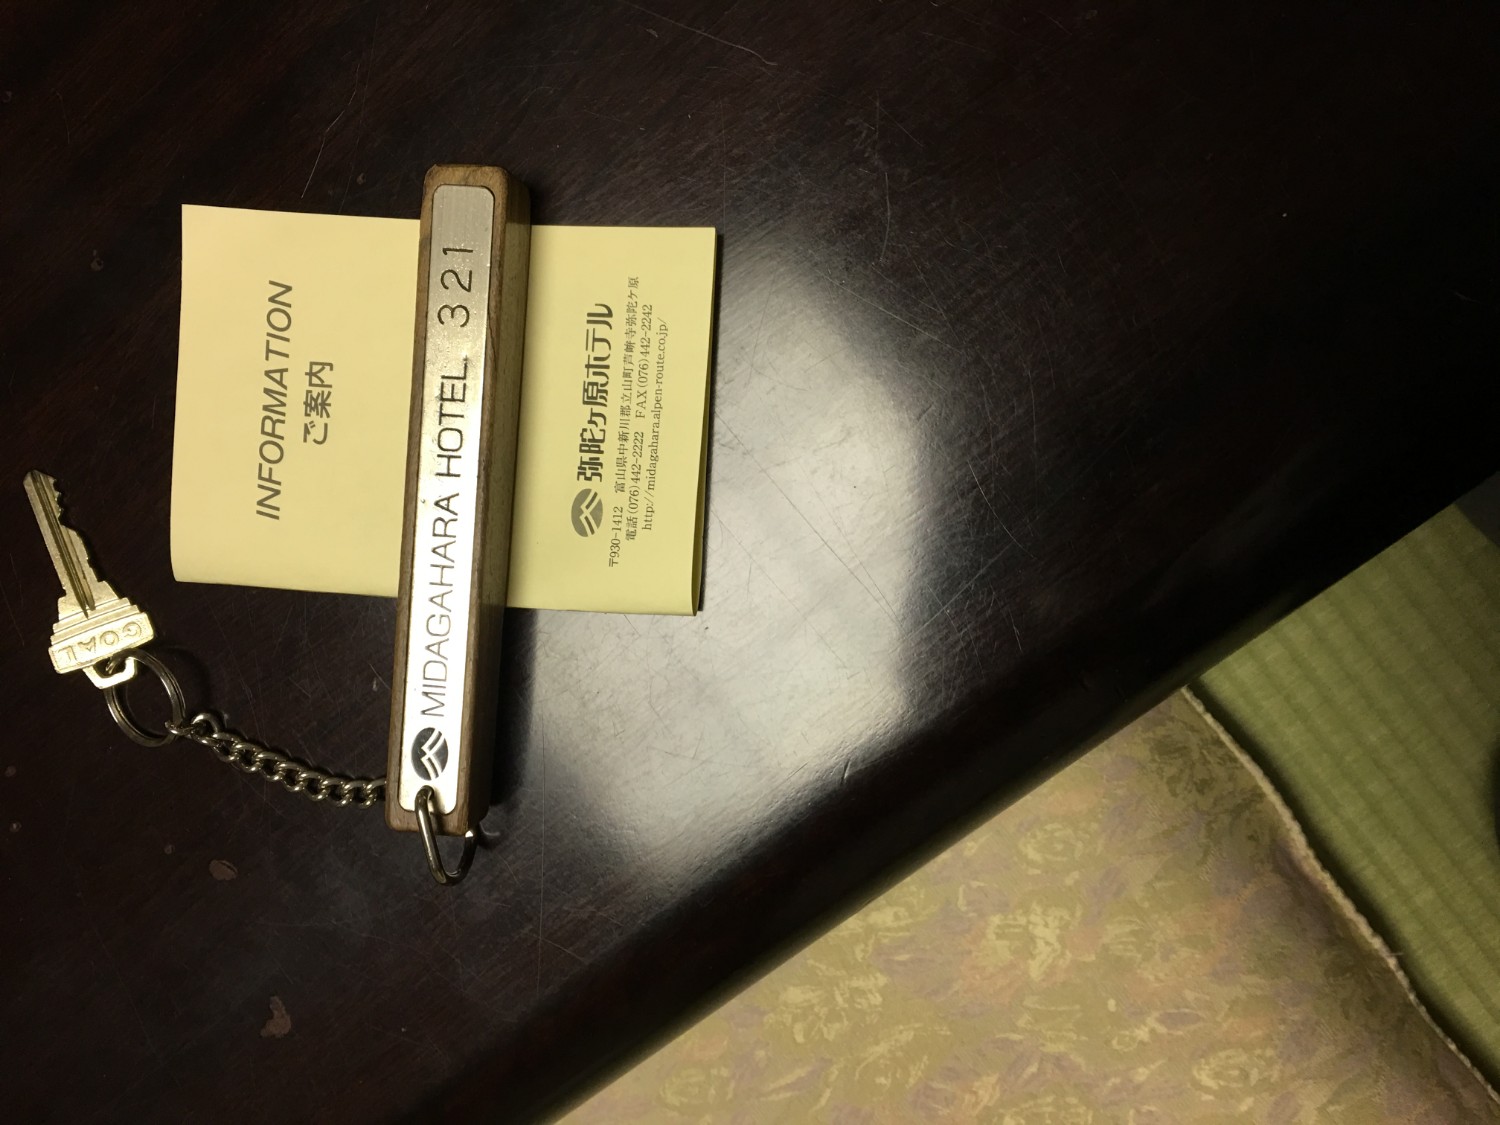 INFORMATION
ご案内
MIDAGAHARA HOTEL. 321
弥陀ヶ原ホテル
〒930-1412 富山県中新川郡立山町芦峅寺弥陀ケ原
電話(076)442-2222 FAX(076)442-2242
http://midagahara.alpen-route.co.jp/
GOAL